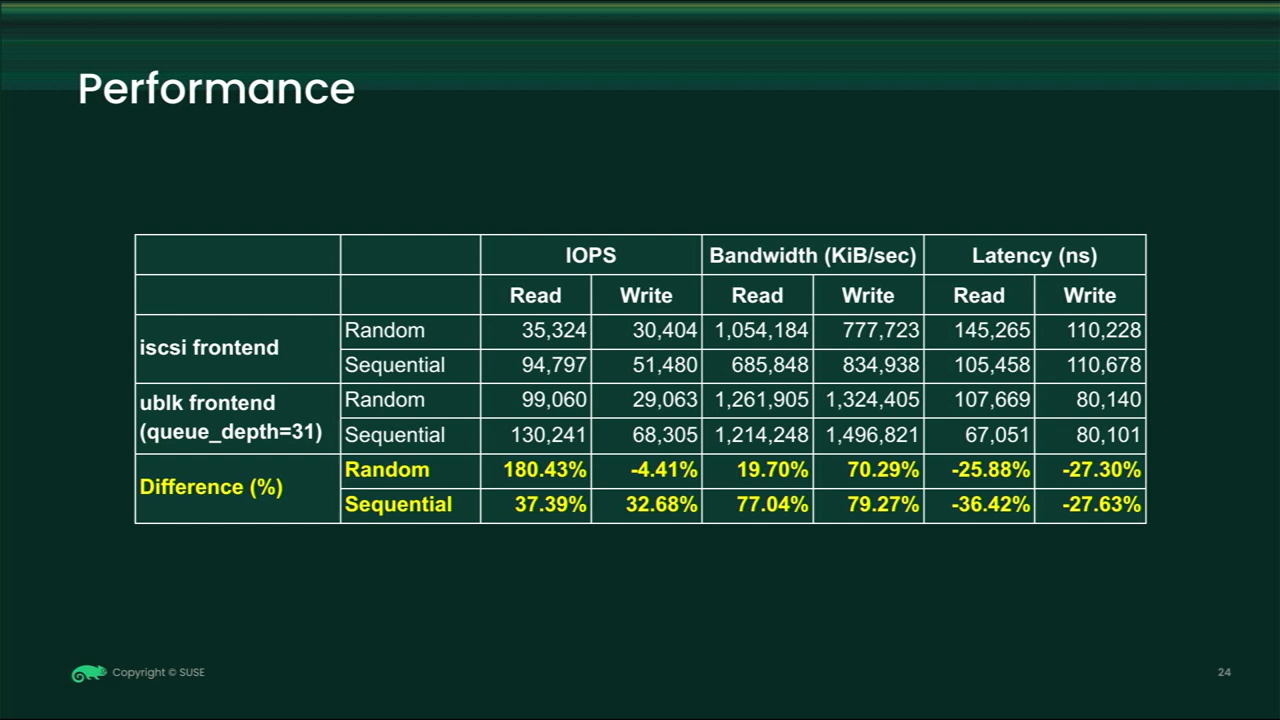 Performance
IOPS Bandwidth (KiB/sec) Latency (ns)
Read Write Read Write Read Write
iscsi frontend
Random 35,324 30,404 1,054,184 777,723 145,265 110,228
Sequential 94,797 51,480 685,848 834,938 105,458 110,678
ublk frontend
(queue_depth=31)
Random 99,060 29,063 1,261,905 1,324,405 107,669 80,140
Sequential 130,241 68,305 1,214,248 1,496,821 67,051 80,101
Difference (%)
Random 180.43% -4.41% 19.70% 70.29% -25.88% -27.30%
Sequential 37.39% 32.68% 77.04% 79.27% -36.42% -27.63%
Copyright © SUSE
24